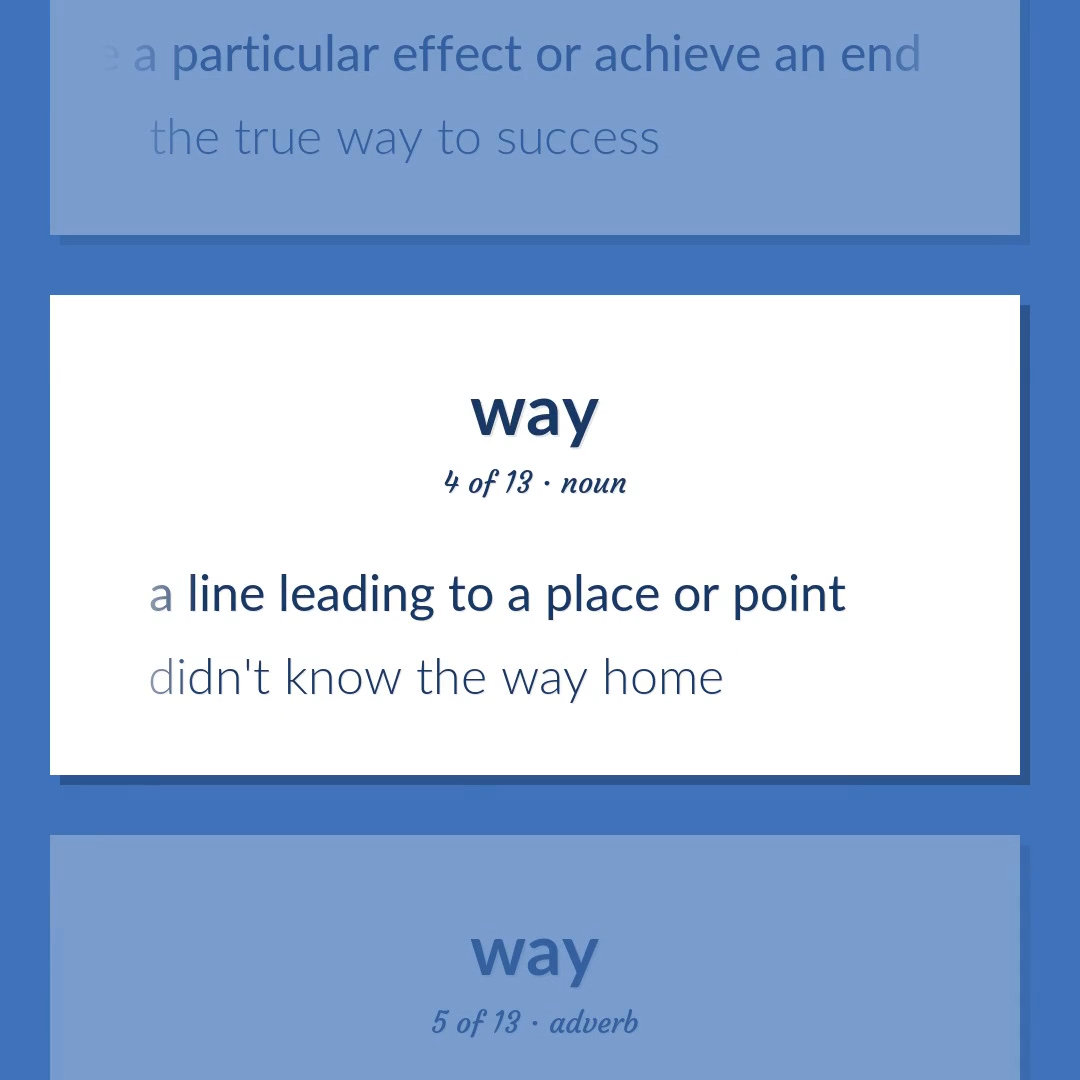 a particular effect or achieve an end
the true way to success
way
4 of 13 · noun
a line leading to a place or point
didn't know the way home
way
5 of 13 · adverb